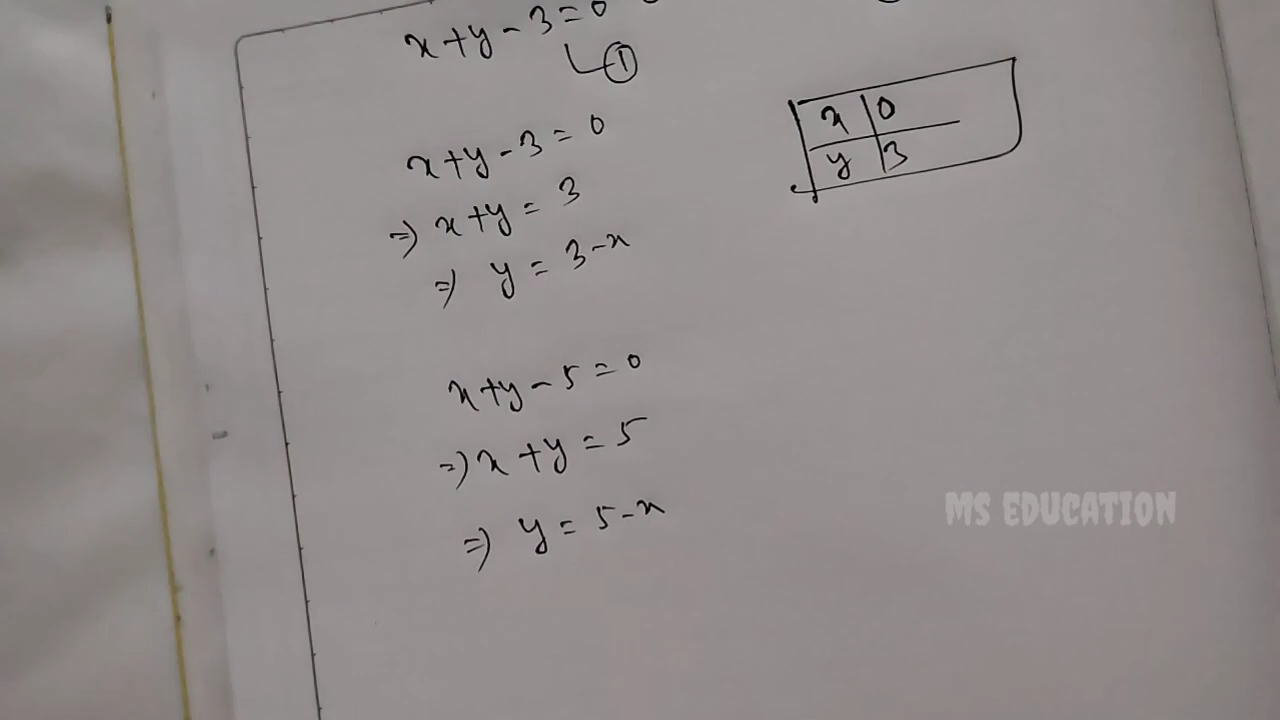 x+y-3=0
①
x+y-3=0
⇒ x+y=3
⇒ y=3-x
x+y-5=0
⇒ x+y=5
⇒ y=5-x
x | 0
y | 3
MS EDUCATION